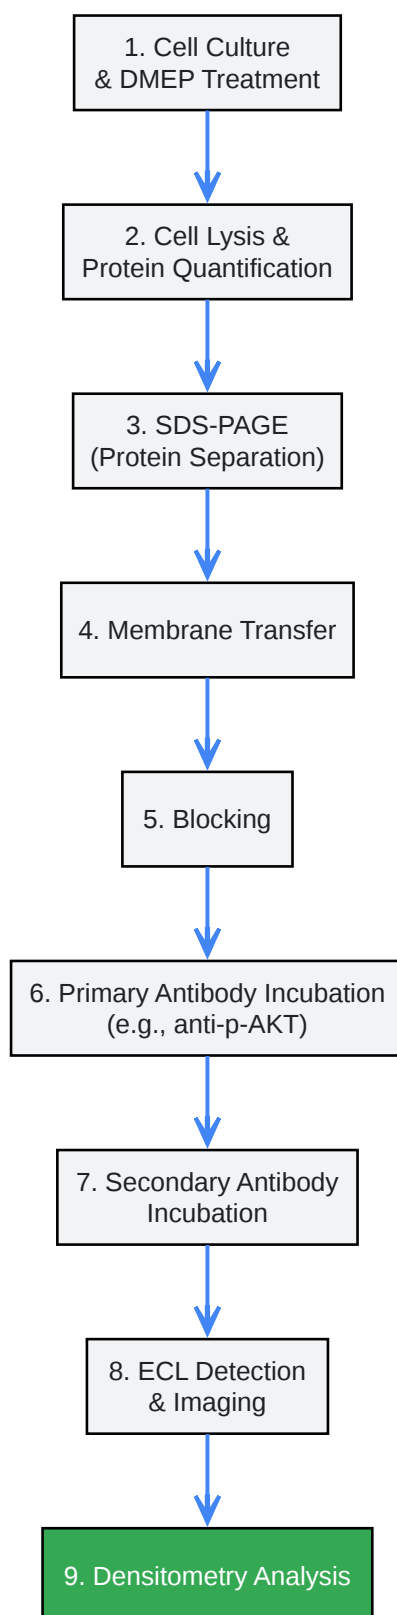 1. Cell Culture
& DMEP Treatment
2. Cell Lysis &
Protein Quantification
3. SDS-PAGE
(Protein Separation)
4. Membrane Transfer
5. Blocking
6. Primary Antibody Incubation
(e.g., anti-p-AKT)
7. Secondary Antibody
Incubation
8. ECL Detection
& Imaging
9. Densitometry Analysis